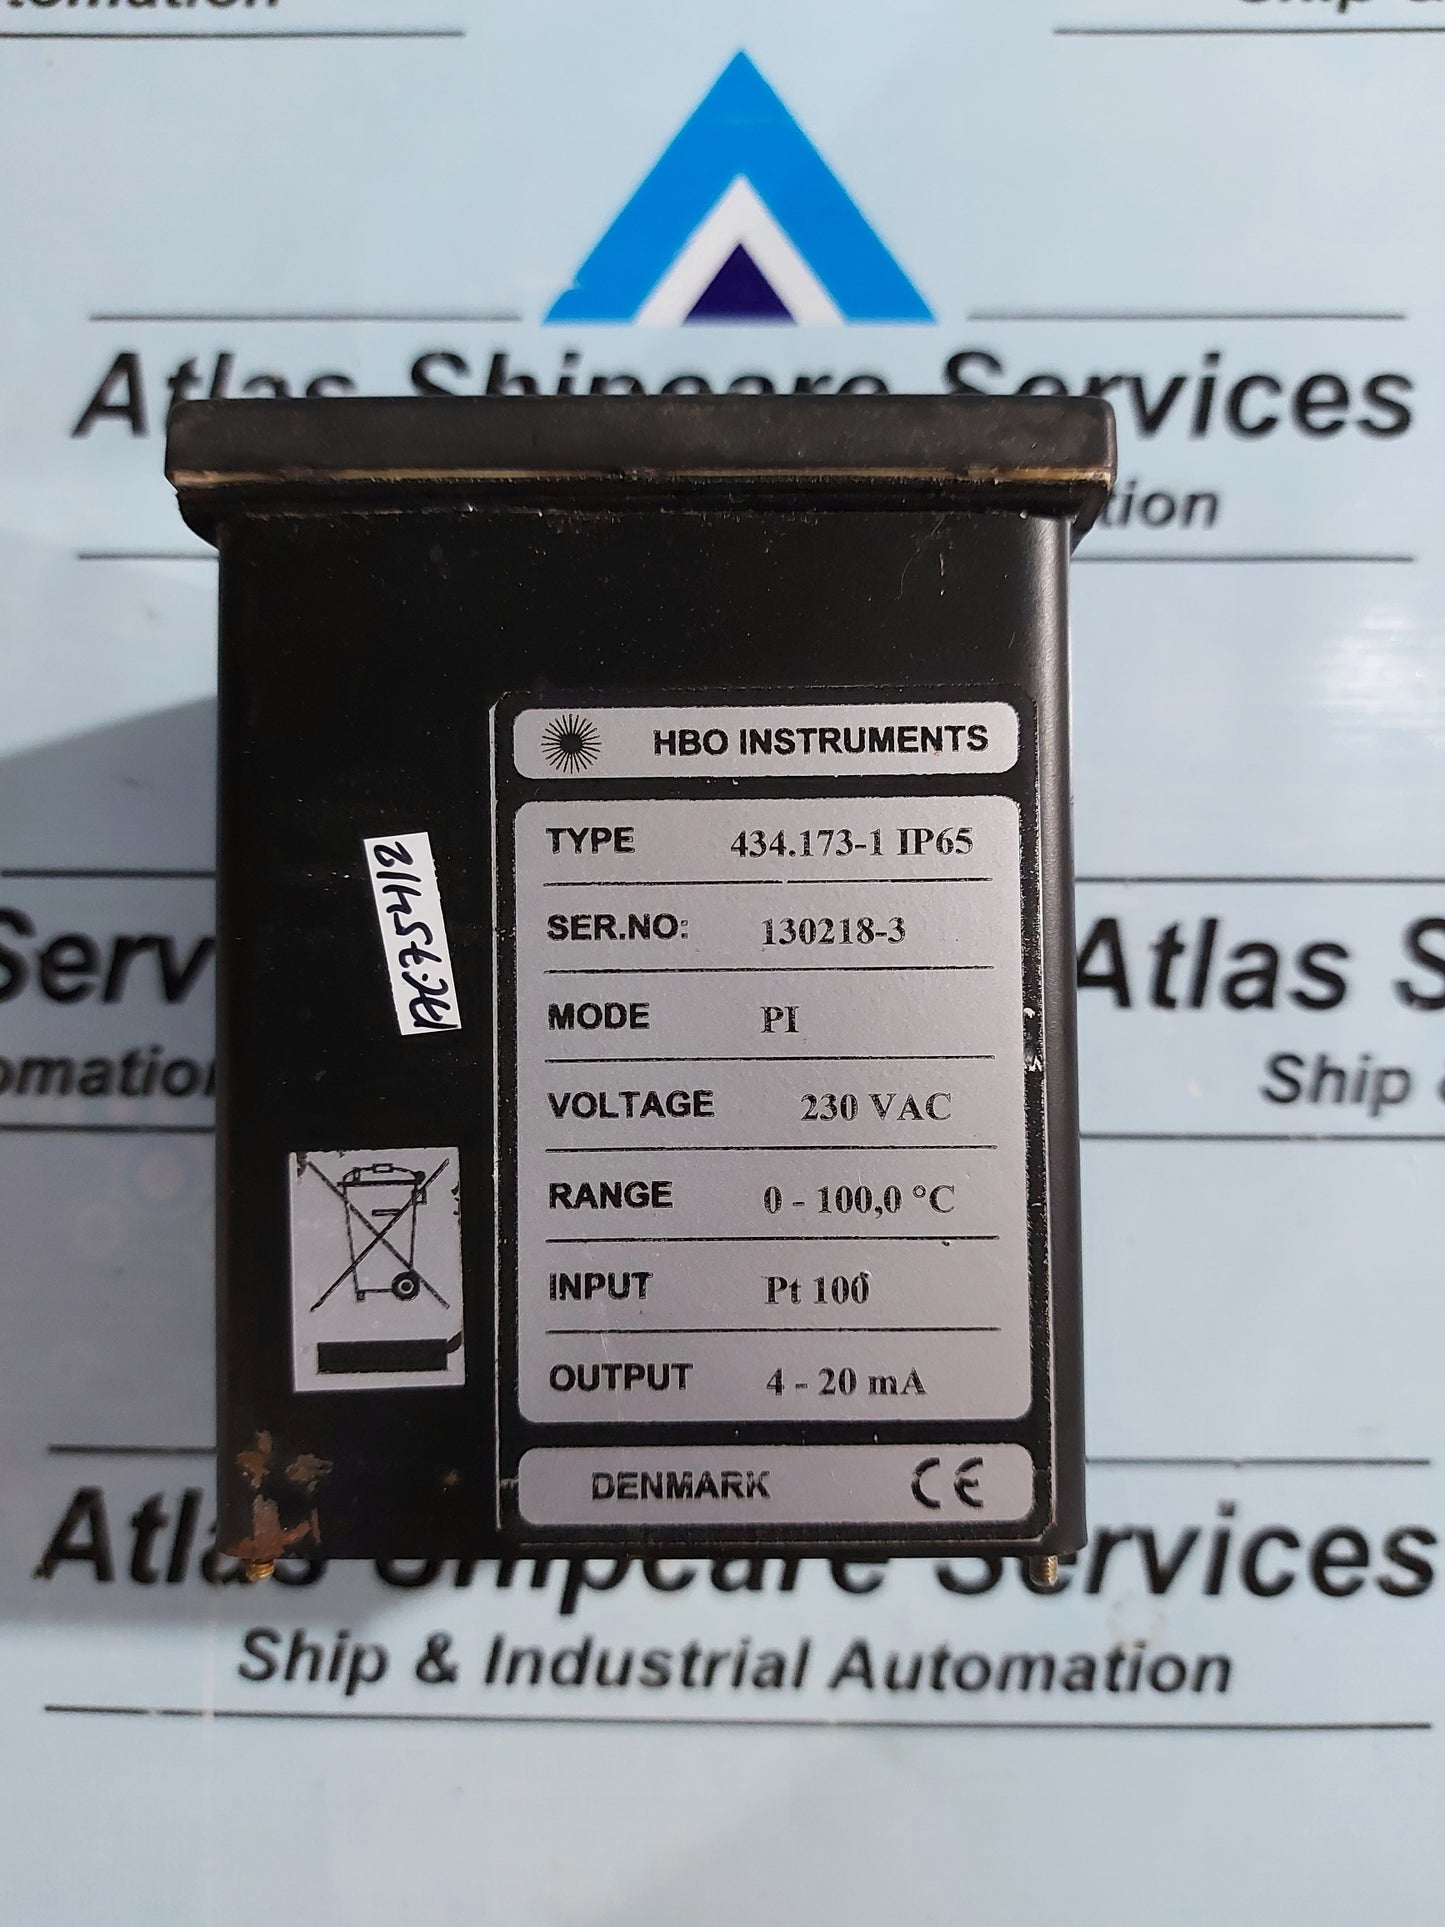 Atlas Shipcare Services
HBO INSTRUMENTS
TYPE 434.173-1 IP65
SER.NO: 130218-3
MODE PI
VOLTAGE 230 VAC
RANGE 0 - 100,0 °C
INPUT Pt 100
OUTPUT 4 - 20 mA
DENMARK CE
Atlas S
Ship
Atlas Shipcare Services
Ship & Industrial Automation